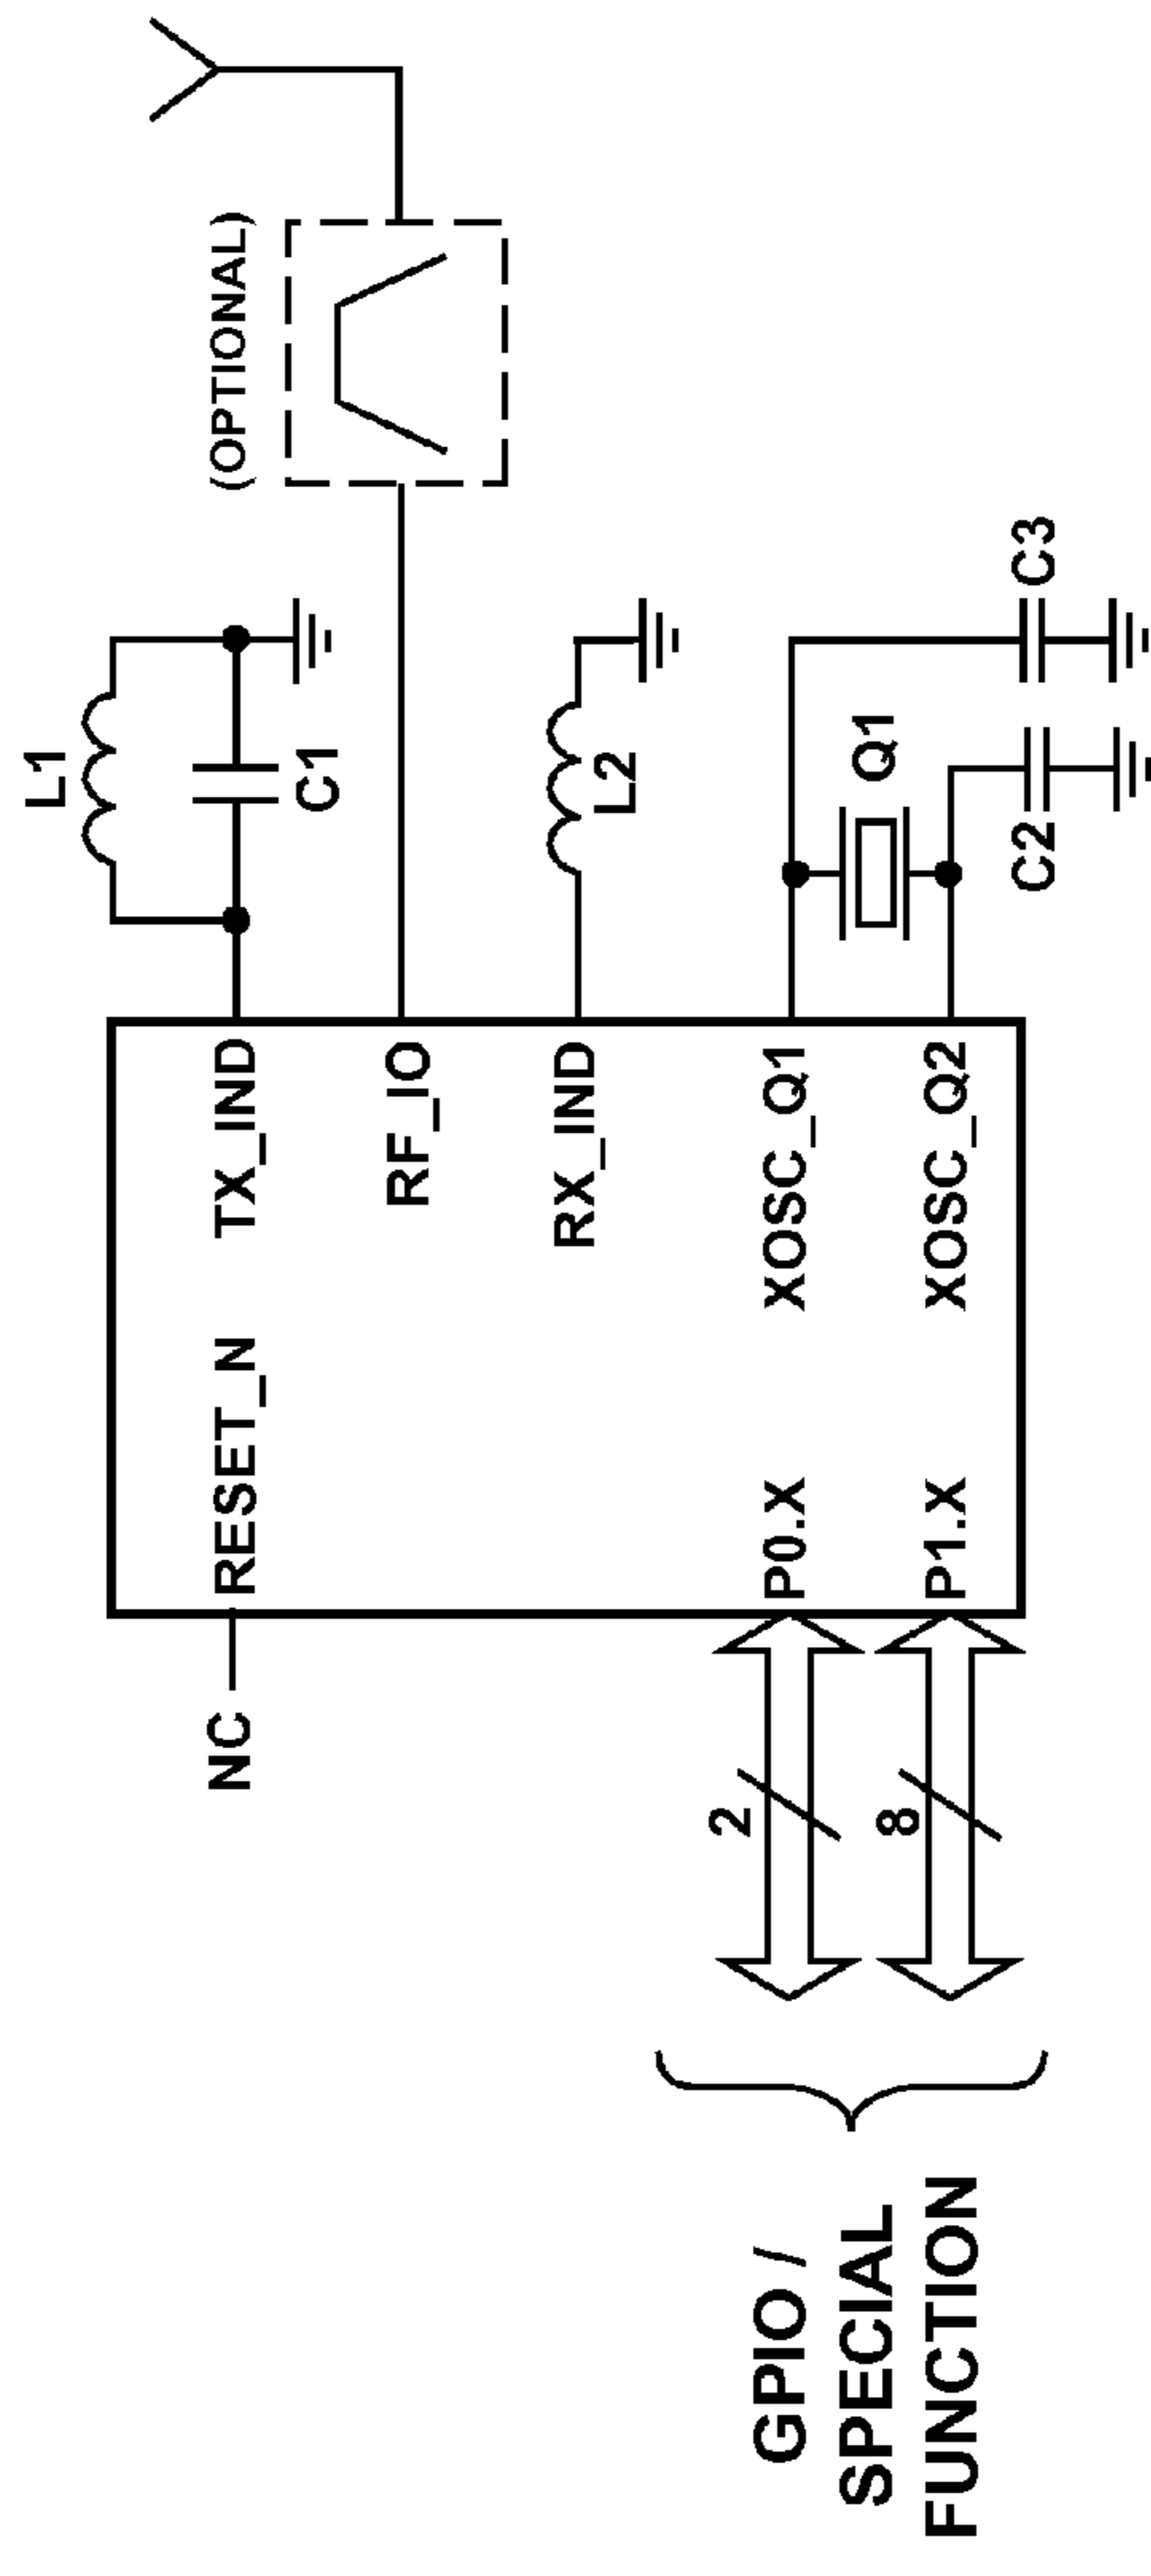 (OPTIONAL)
L1
C1
L2
Q1
C2
C3
NC
RESET_N
TX_IND
RF_IO
RX_IND
2
P0.X
XOSC_Q1
8
P1.X
XOSC_Q2
GPIO /
SPECIAL
FUNCTION